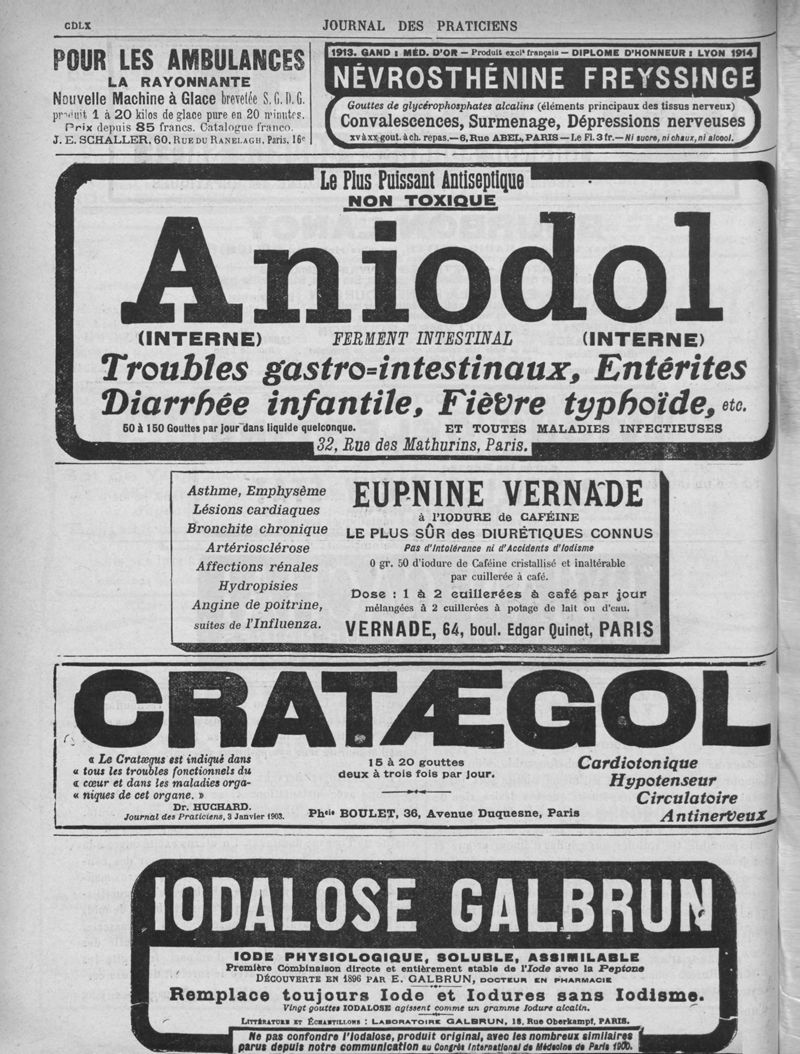 CDLX
JOURNAL DES PRATICIENS
POUR LES AMBULANCES
LA RAYONNANTE
Nouvelle Machine à Glace brevetée S. G. D. G.
produit 1 à 20 kilos de glace pure en 20 minutes.
Prix depuis 85 francs. Catalogue franco.
J. E. SCHALLER, 60, RUE DU RANELAGH, Paris, 16e
1913. GAND : MÉD. D'OR — Produit exclt français — DIPLOME D'HONNEUR : LYON 1914
NÉVROSTHÉNINE FREYSSINGE
Gouttes de glycérophosphates alcalins (éléments principaux des tissus nerveux)
Convalescences, Surmenage, Dépressions nerveuses
XV à XX gout. à ch. repas. — 6, Rue ABEL, PARIS — Le Fl. 3 fr. — Ni sucre, ni chaux, ni alcool.
Le Plus Puissant Antiseptique
NON TOXIQUE
Aniodol
(INTERNE) FERMENT INTESTINAL (INTERNE)
Troubles gastro=intestinaux, Entérites
Diarrhée infantile, Fièvre typhoïde, etc.
50 à 150 Gouttes par jour dans liquide quelconque. ET TOUTES MALADIES INFECTIEUSES
32, Rue des Mathurins, Paris.
Asthme, Emphysème
Lésions cardiaques
Bronchite chronique
Artériosclérose
Affections rénales
Hydropisies
Angine de poitrine,
suites de l'Influenza.
EUPNINE VERNADE
à l'IODURE de CAFÉINE
LE PLUS SÛR des DIURÉTIQUES CONNUS
Pas d'Intolérance ni d'Accidents d'Iodisme
0 gr. 50 d'iodure de Caféine cristallisé et inaltérable
par cuillerée à café.
Dose : 1 à 2 cuillerées à café par jour
mélangées à 2 cuillerées à potage de lait ou d'eau.
VERNADE, 64, boul. Edgar Quinet, PARIS
CRATÆGOL
« Le Cratægus est indiqué dans
« tous les troubles fonctionnels du
« cœur et dans les maladies orga-
« niques de cet organe. »
Dr. HUCHARD.
Journal des Praticiens, 3 Janvier 1903.
15 à 20 gouttes
deux à trois fois par jour.
Phcie BOULET, 36, Avenue Duquesne, Paris
Cardiotonique
Hypotenseur
Circulatoire
Antinerveux
IODALOSE GALBRUN
IODE PHYSIOLOGIQUE, SOLUBLE, ASSIMILABLE
Première Combinaison directe et entièrement stable de l'Iode avec la Peptone
DÉCOUVERTE EN 1896 PAR E. GALBRUN, DOCTEUR EN PHARMACIE
Remplace toujours Iode et Iodures sans Iodisme.
Vingt gouttes IODALOSE agissent comme un gramme Iodure alcalin.
LITTÉRATURE ET ÉCHANTILLONS : LABORATOIRE GALBRUN, 18, Rue Oberkampf, PARIS.
Ne pas confondre l'Iodalose, produit original, avec les nombreux similaires
parus depuis notre communication au Congrès International de Médecine de Paris 1900.